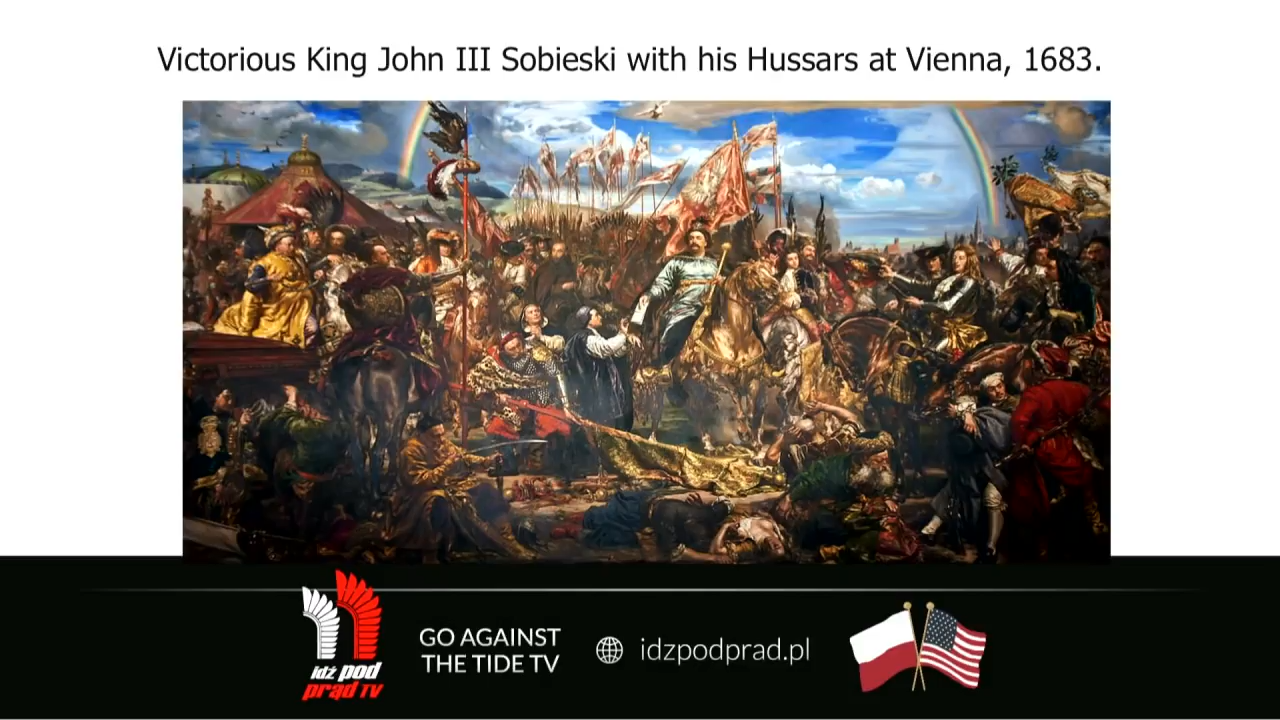 Victorious King John III Sobieski with his Hussars at Vienna, 1683.
idź pod
prąd TV
GO AGAINST
THE TIDE TV
idzpodprad.pl